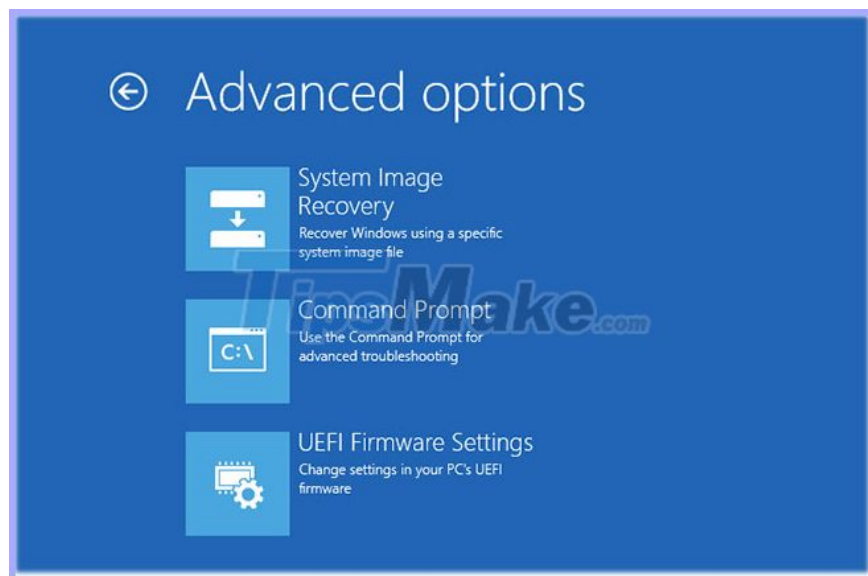 Advanced options
System Image
Recovery
Recover Windows using a specific
system image file
TipsMake.com
Command Prompt
Use the Command Prompt for
advanced troubleshooting
C:\
UEFI Firmware Settings
Change settings in your PC's UEFI
firmware